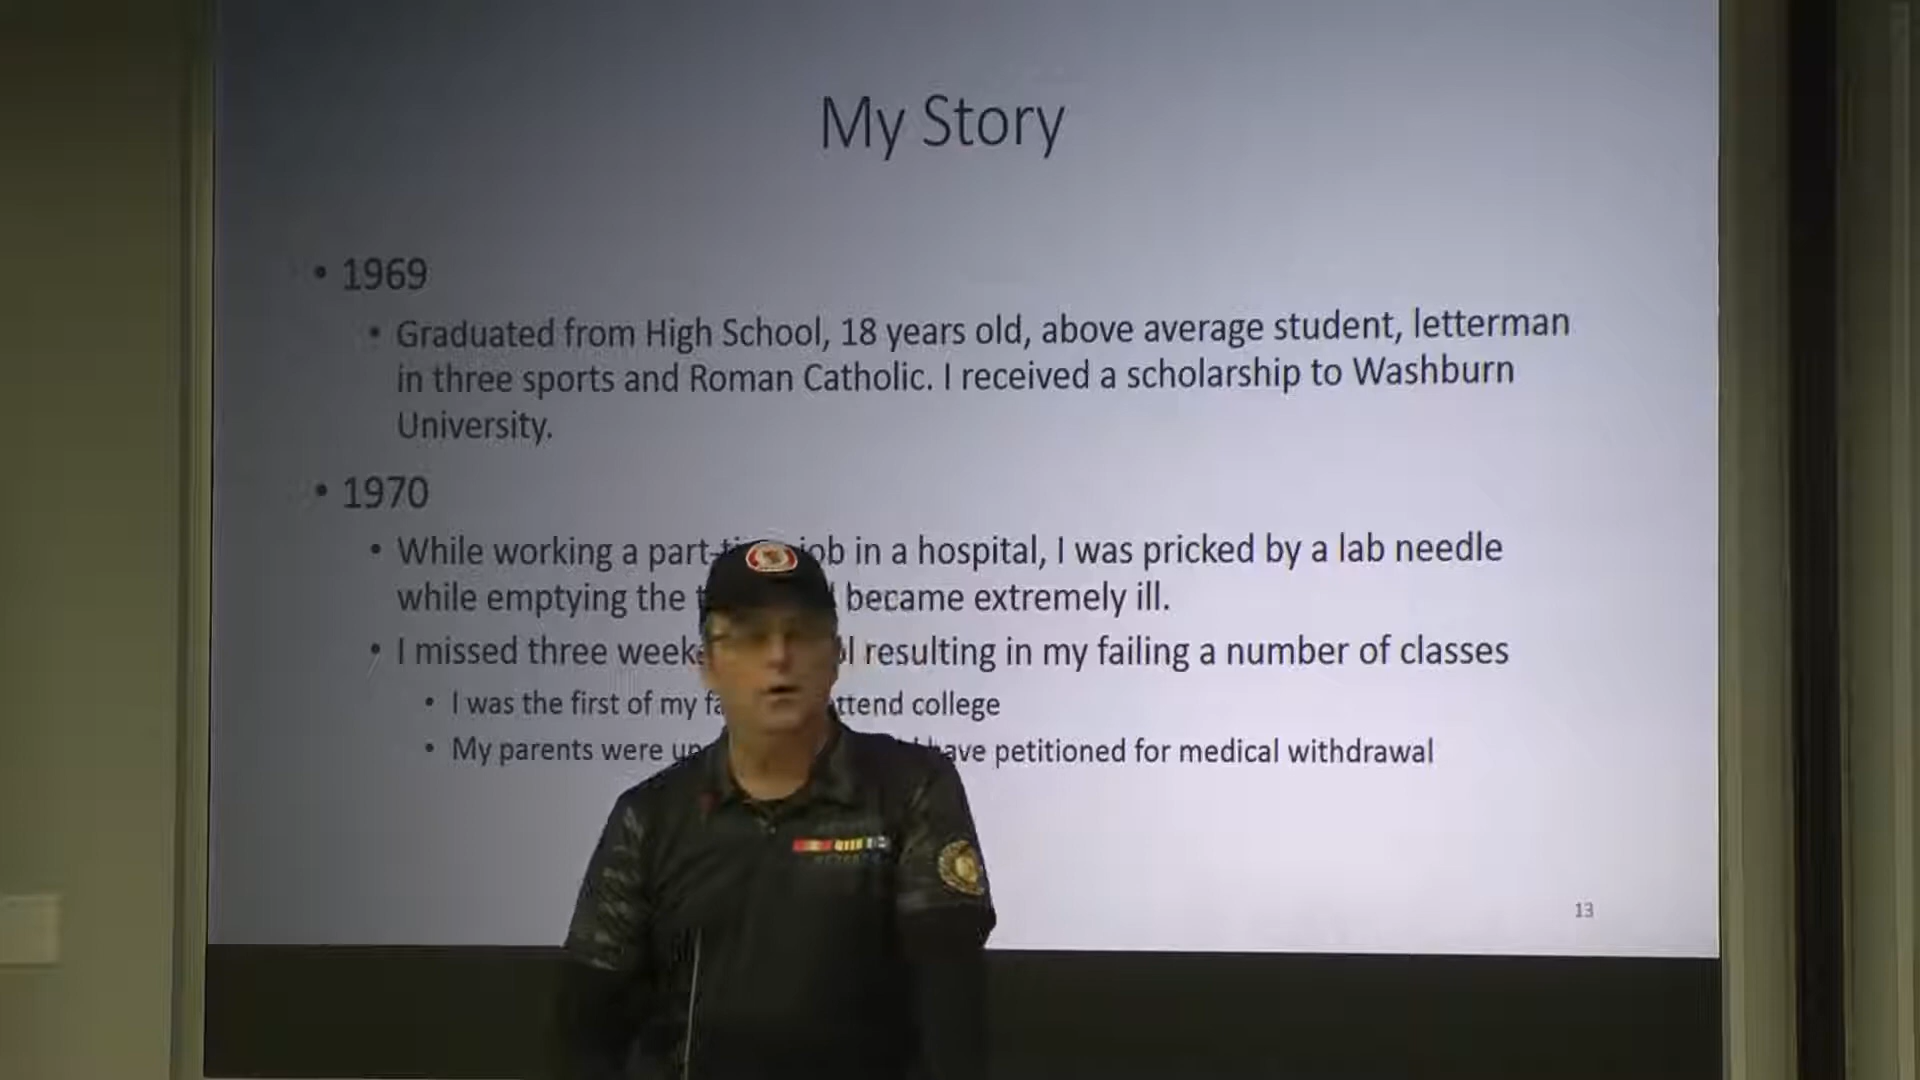 My Story
• 1969
• Graduated from High School, 18 years old, above average student, letterman
in three sports and Roman Catholic. I received a scholarship to Washburn
University.
• 1970
• While working a part- job in a hospital, I was pricked by a lab needle
while emptying the became extremely ill.
• I missed three resulting in my failing a number of classes
• I was the first of my attend college
• My parents were have petitioned for medical withdrawal
13